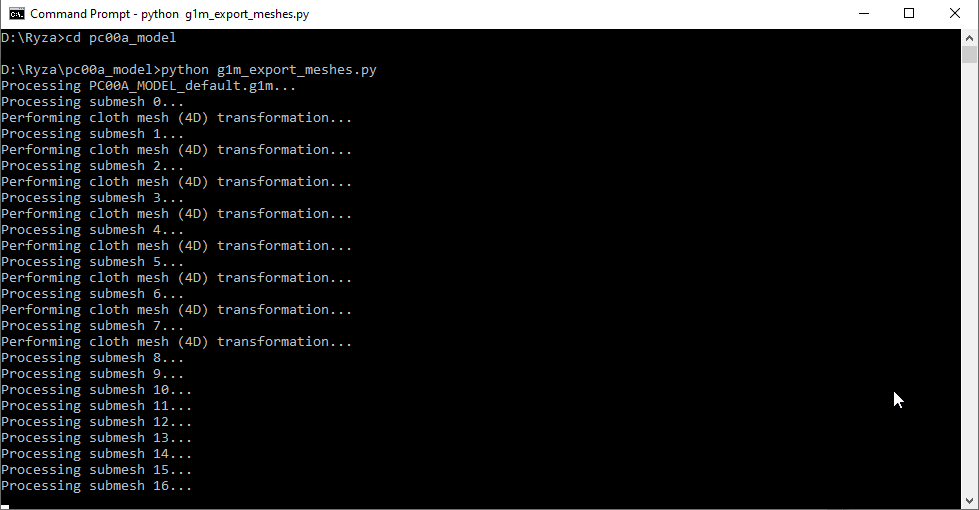 Command Prompt - python  g1m_export_meshes.py
D:\Ryza>cd pc00a_model
D:\Ryza\pc00a_model>python g1m_export_meshes.py
Processing PC00A_MODEL_default.g1m...
Processing submesh 0...
Performing cloth mesh (4D) transformation...
Processing submesh 1...
Performing cloth mesh (4D) transformation...
Processing submesh 2...
Performing cloth mesh (4D) transformation...
Processing submesh 3...
Performing cloth mesh (4D) transformation...
Processing submesh 4...
Performing cloth mesh (4D) transformation...
Processing submesh 5...
Performing cloth mesh (4D) transformation...
Processing submesh 6...
Performing cloth mesh (4D) transformation...
Processing submesh 7...
Performing cloth mesh (4D) transformation...
Processing submesh 8...
Processing submesh 9...
Processing submesh 10...
Processing submesh 11...
Processing submesh 12...
Processing submesh 13...
Processing submesh 14...
Processing submesh 15...
Processing submesh 16...